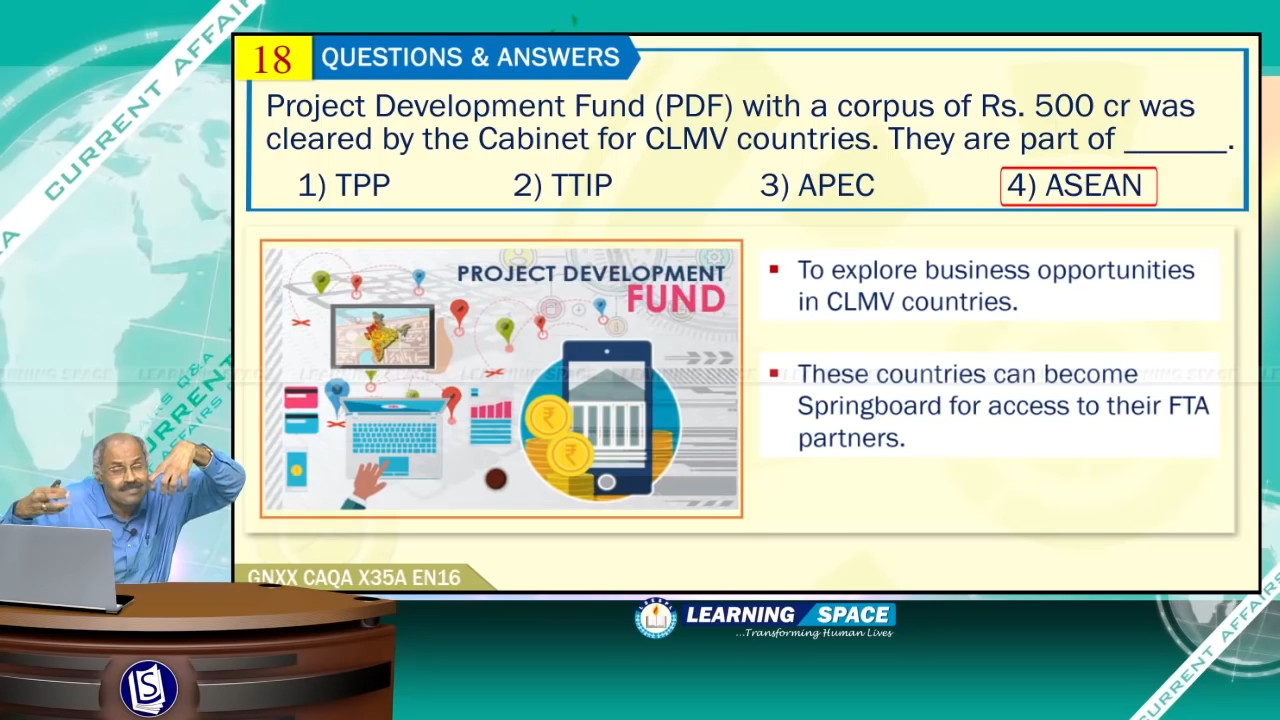 CURRENT AFFAIR
18
QUESTIONS & ANSWERS
Project Development Fund (PDF) with a corpus of Rs. 500 cr was
cleared by the Cabinet for CLMV countries. They are part of ______.
1) TPP 2) TTIP 3) APEC 4) ASEAN
PROJECT DEVELOPMENT
FUND
▪ To explore business opportunities
in CLMV countries.
▪ These countries can become
Springboard for access to their FTA
partners.
GNXX CAQA X35A EN16
LEARNING SPACE
...Transforming Human Lives
CURRENT AFFAIRS